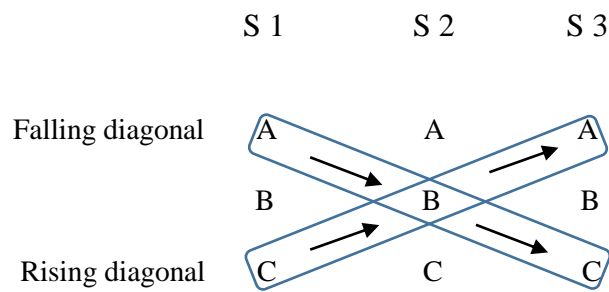 S 1 S 2 S 3
Falling diagonal A A A
B B B
Rising diagonal C C C